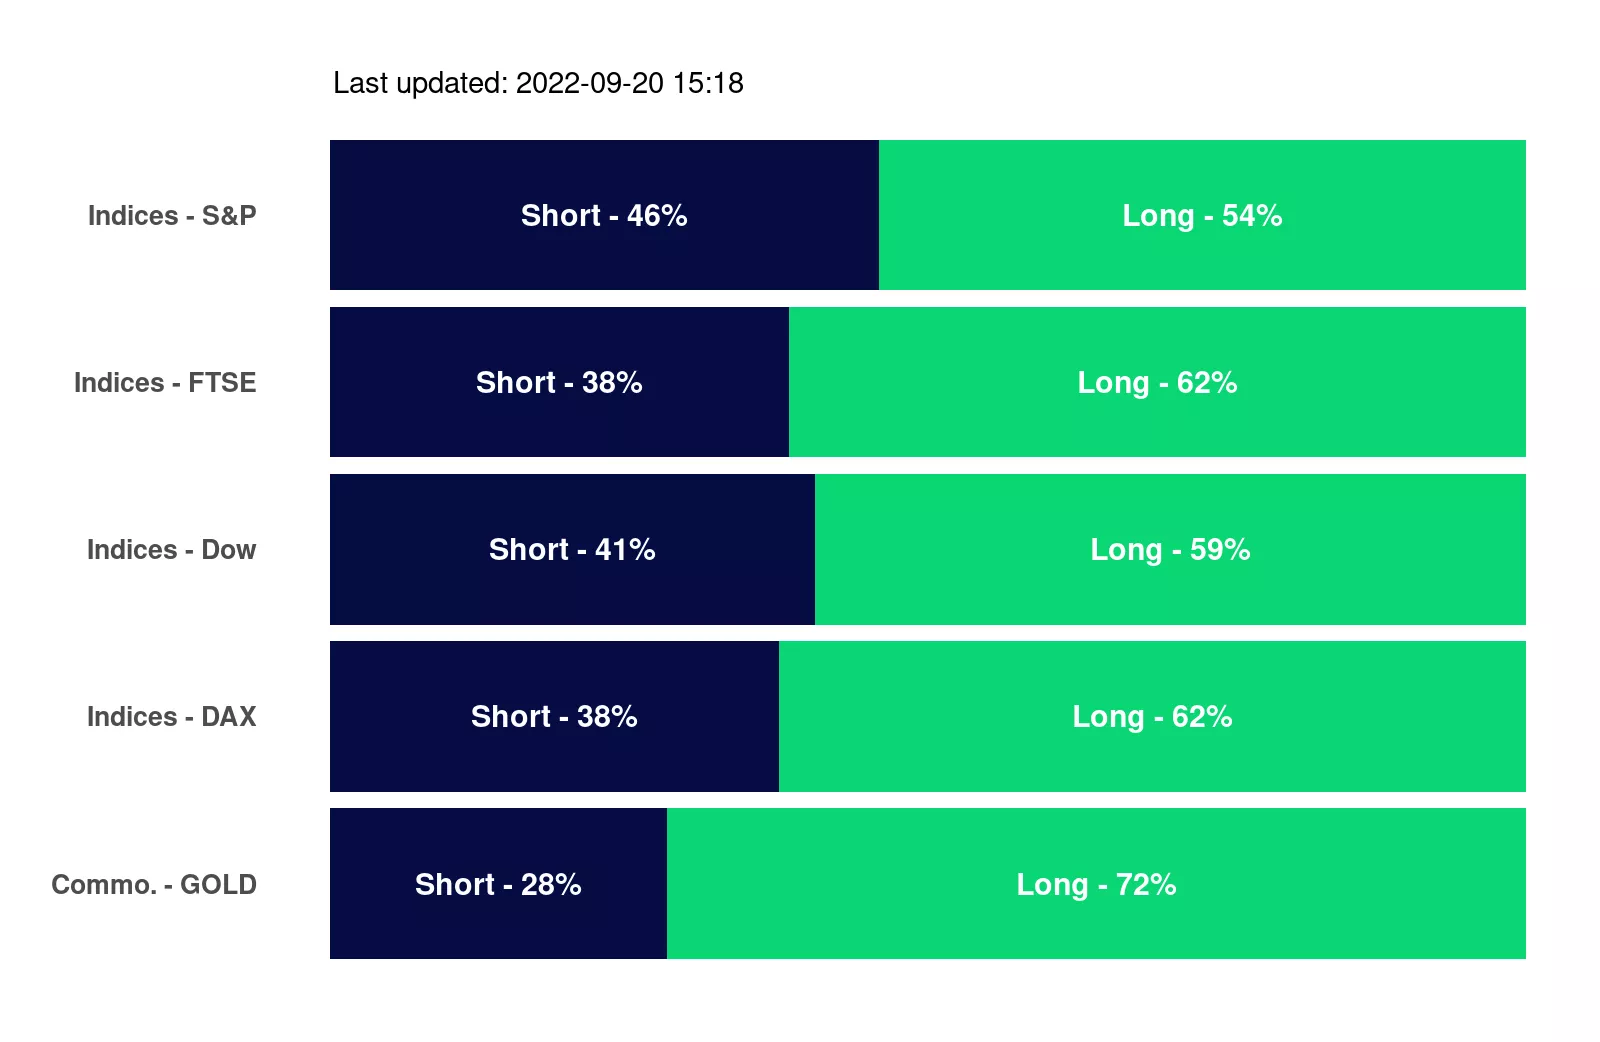 Last updated: 2022-09-20 15:18
Indices - S&P Short - 46% Long - 54%
Indices - FTSE Short - 38% Long - 62%
Indices - Dow Short - 41% Long - 59%
Indices - DAX Short - 38% Long - 62%
Commo. - GOLD Short - 28% Long - 72%